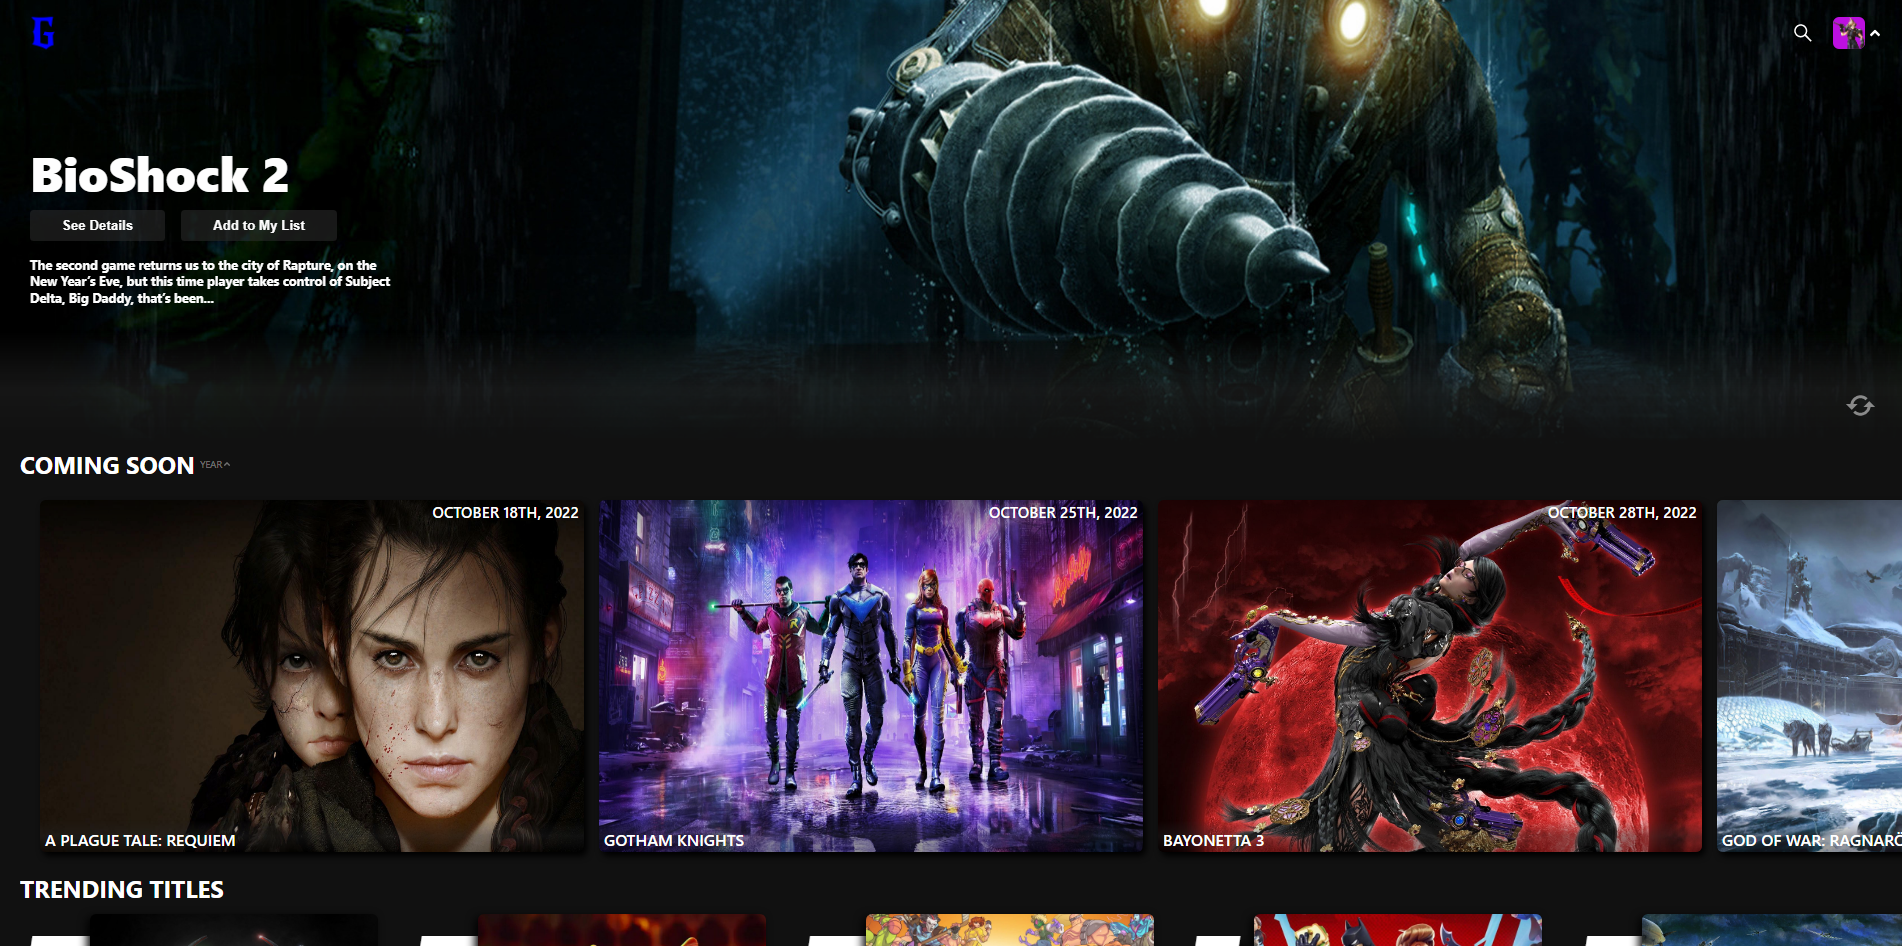 G
BioShock 2
See Details
Add to My List
The second game returns us to the city of Rapture, on the
New Year's Eve, but this time player takes control of Subject
Delta, Big Daddy, that's been...
COMING SOON YEAR
OCTOBER 18TH, 2022
A PLAGUE TALE: REQUIEM
OCTOBER 25TH, 2022
GOTHAM KNIGHTS
OCTOBER 28TH, 2022
BAYONETTA 3
GOD OF WAR: RAGNARÖ
TRENDING TITLES